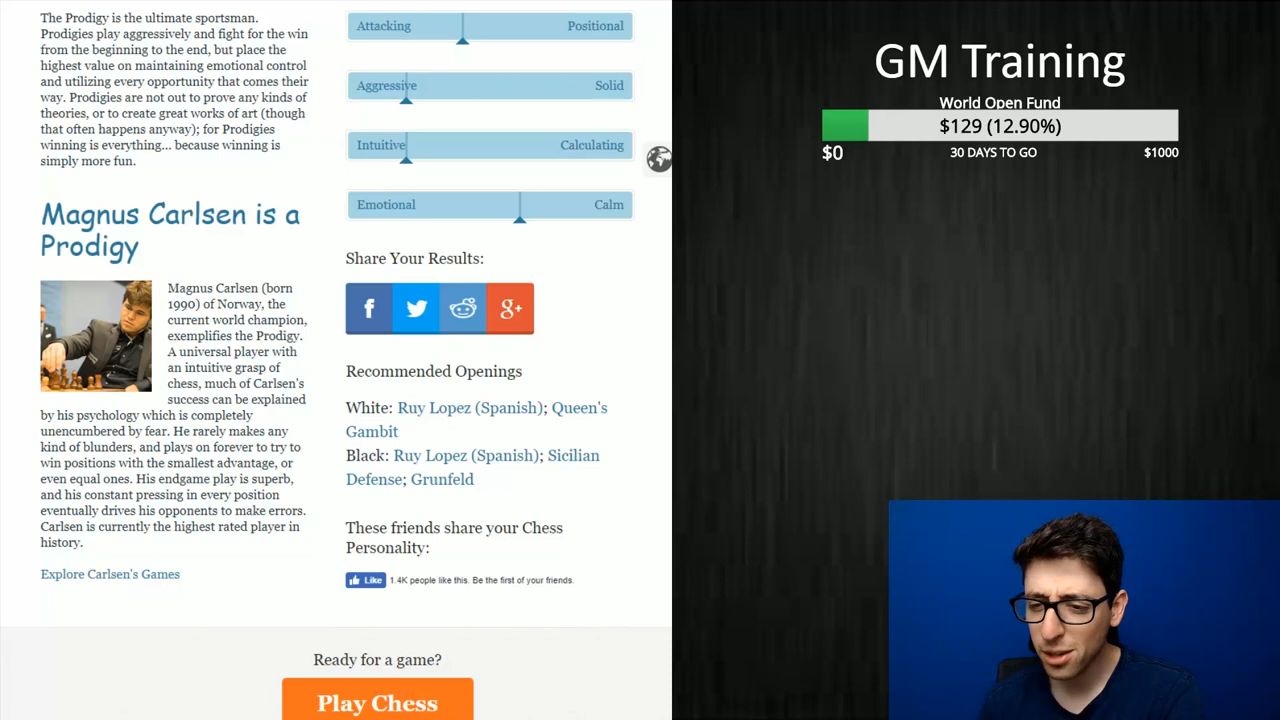 The Prodigy is the ultimate sportsman.
Prodigies play aggressively and fight for the win
from the beginning to the end, but place the
highest value on maintaining emotional control
and utilizing every opportunity that comes their
way. Prodigies are not out to prove any kinds of
theories, or to create great works of art (though
that often happens anyway); for Prodigies
winning is everything... because winning is
simply more fun.
Magnus Carlsen is a
Prodigy
Magnus Carlsen (born
1990) of Norway, the
current world champion,
exemplifies the Prodigy.
A universal player with
an intuitive grasp of
chess, much of Carlsen's
success can be explained
by his psychology which is completely
unencumbered by fear. He rarely makes any
kind of blunders, and plays on forever to try to
win positions with the smallest advantage, or
even equal ones. His endgame play is superb,
and his constant pressing in every position
eventually drives his opponents to make errors.
Carlsen is currently the highest rated player in
history.
Explore Carlsen's Games
Attacking Positional
Aggressive Solid
Intuitive Calculating
Emotional Calm
Share Your Results:
f g+
Recommended Openings
White: Ruy Lopez (Spanish); Queen's
Gambit
Black: Ruy Lopez (Spanish); Sicilian
Defense; Grunfeld
These friends share your Chess
Personality:
Like 1.4K people like this. Be the first of your friends.
Ready for a game?
Play Chess
GM Training
World Open Fund
$129 (12.90%)
$0 30 DAYS TO GO $1000